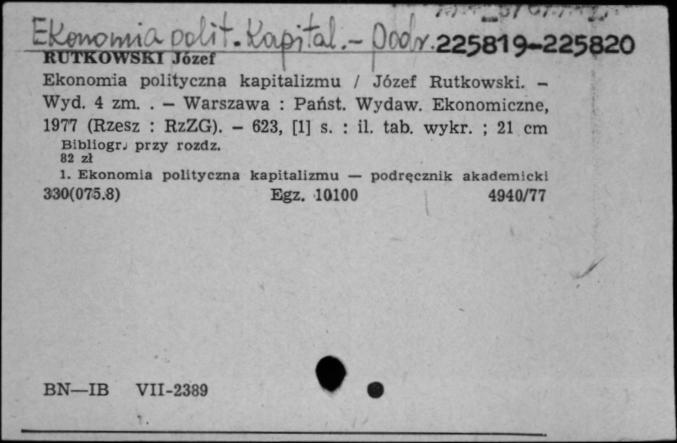 Ekonomia polit. Kapital. - Podr. 225819-225820
RUTKOWSKI Józef
Ekonomia polityczna kapitalizmu / Józef Rutkowski. –
Wyd. 4 zm. . – Warszawa : Państ. Wydaw. Ekonomiczne,
1977 (Rzesz : RzZG). – 623, [1] s. : il. tab. wykr. ; 21 cm
Bibliogr. przy rozdz.
82 zł
1. Ekonomia polityczna kapitalizmu — podręcznik akademicki
330(075.8) Egz. 10100 4940/77
BN—IB VII-2389